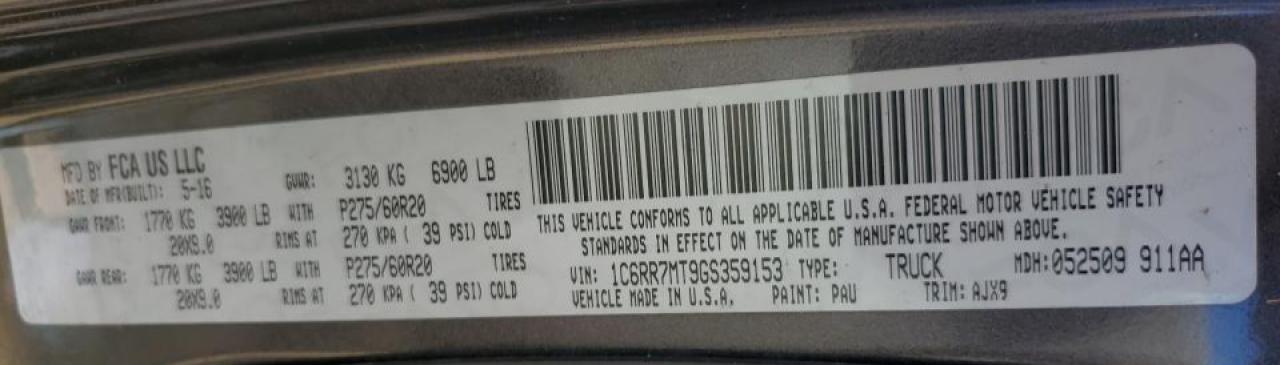 MFD BY FCA US LLC
DATE OF MFR(BUILT): 5-16 GVWR: 3130 KG 6900 LB
GAWR FRONT: 1770 KG 3900 LB WITH P275/60R20 TIRES
20X9.0 RIMS AT 270 KPA ( 39 PSI) COLD
GAWR REAR: 1770 KG 3900 LB WITH P275/60R20 TIRES
20X9.0 RIMS AT 270 KPA ( 39 PSI) COLD
THIS VEHICLE CONFORMS TO ALL APPLICABLE U.S.A. FEDERAL MOTOR VEHICLE SAFETY
STANDARDS IN EFFECT ON THE DATE OF MANUFACTURE SHOWN ABOVE.
VIN: 1C6RR7MT9GS359153 TYPE: TRUCK MDH:052509 911AA
VEHICLE MADE IN U.S.A. PAINT: PAU TRIM: AJX9